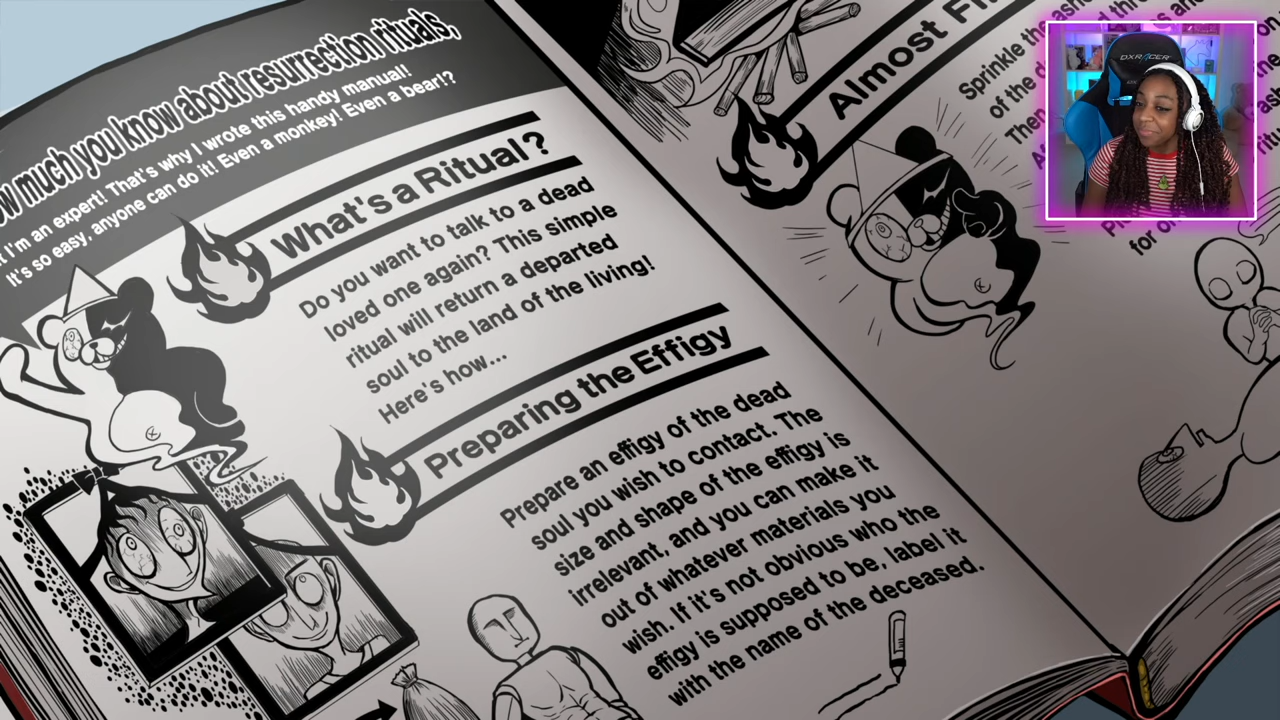 ow much you know about resurrection rituals,
I'm an expert! That's why I wrote this handy manual!
It's so easy, anyone can do it! Even a monkey! Even a bear!?
What's a Ritual?
Do you want to talk to a dead
loved one again? This simple
ritual will return a departed
soul to the land of the living!
Here's how...
Preparing the Effigy
Prepare an effigy of the dead
soul you wish to contact. The
size and shape of the effigy is
irrelevant, and you can make it
out of whatever materials you
wish. If it's not obvious who the
effigy is supposed to be, label it
with the name of the deceased.
Almost
Sprinkle the
of the
Then
for
DXRACER